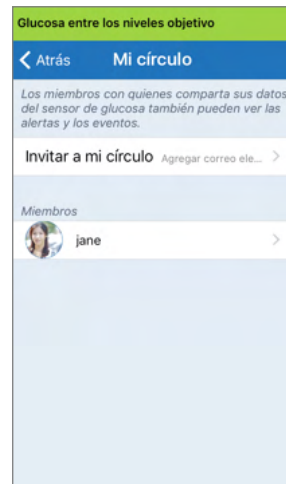 Glucosa entre los niveles objetivo
Atrás Mi círculo
Los miembros con quienes comparta sus datos
del sensor de glucosa también pueden ver las
alertas y los eventos.
Invitar a mi círculo Agregar correo ele...
Miembros
jane